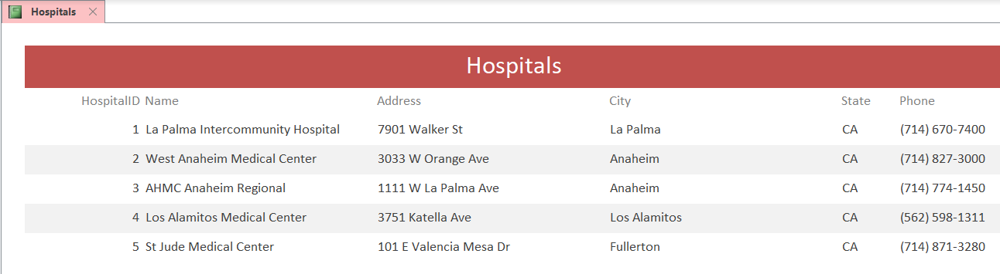 Hospitals
Hospitals
HospitalID Name Address City State Phone
1 La Palma Intercommunity Hospital 7901 Walker St La Palma CA (714) 670-7400
2 West Anaheim Medical Center 3033 W Orange Ave Anaheim CA (714) 827-3000
3 AHMC Anaheim Regional 1111 W La Palma Ave Anaheim CA (714) 774-1450
4 Los Alamitos Medical Center 3751 Katella Ave Los Alamitos CA (562) 598-1311
5 St Jude Medical Center 101 E Valencia Mesa Dr Fullerton CA (714) 871-3280